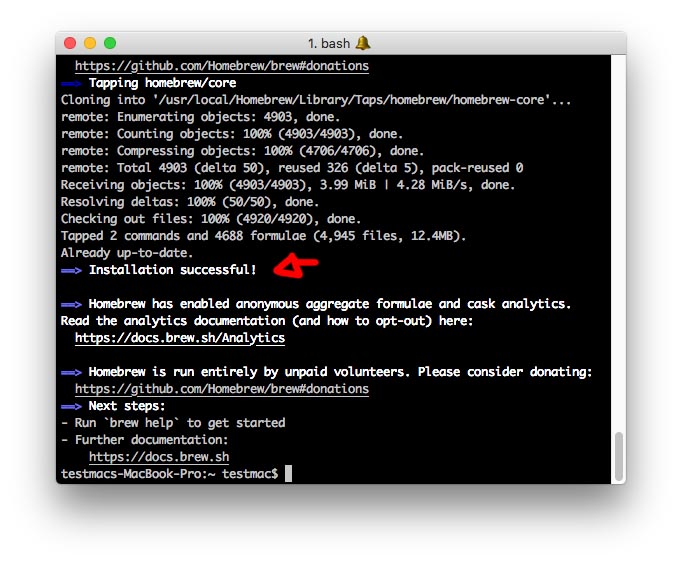 1. bash
https://github.com/Homebrew/brew#donations
==> Tapping homebrew/core
Cloning into '/usr/local/Homebrew/Library/Taps/homebrew/homebrew-core'...
remote: Enumerating objects: 4903, done.
remote: Counting objects: 100% (4903/4903), done.
remote: Compressing objects: 100% (4706/4706), done.
remote: Total 4903 (delta 50), reused 326 (delta 5), pack-reused 0
Receiving objects: 100% (4903/4903), 3.99 MiB | 4.28 MiB/s, done.
Resolving deltas: 100% (50/50), done.
Checking out files: 100% (4920/4920), done.
Tapped 2 commands and 4688 formulae (4,945 files, 12.4MB).
Already up-to-date.
==> Installation successful!
==> Homebrew has enabled anonymous aggregate formulae and cask analytics.
Read the analytics documentation (and how to opt-out) here:
https://docs.brew.sh/Analytics
==> Homebrew is run entirely by unpaid volunteers. Please consider donating:
https://github.com/Homebrew/brew#donations
==> Next steps:
- Run `brew help` to get started
- Further documentation:
https://docs.brew.sh
testmacs-MacBook-Pro:~ testmac$